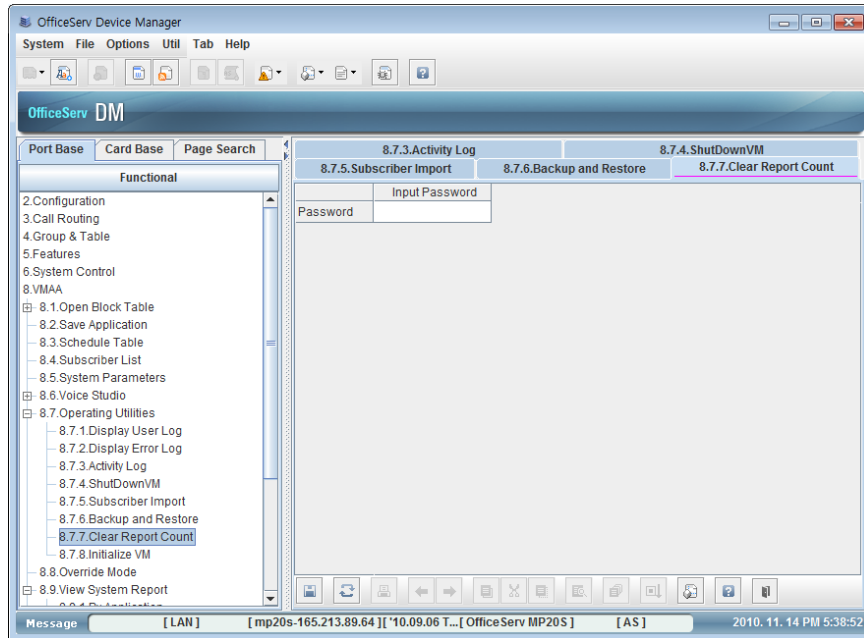 OfficeServ Device Manager
System File Options Util Tab Help
OfficeServ DM
Port Base Card Base Page Search
Functional
2.Configuration
3.Call Routing
4.Group & Table
5.Features
6.System Control
8.VMAA
8.1.Open Block Table
8.2.Save Application
8.3.Schedule Table
8.4.Subscriber List
8.5.System Parameters
8.6.Voice Studio
8.7.Operating Utilities
8.7.1.Display User Log
8.7.2.Display Error Log
8.7.3.Activity Log
8.7.4.ShutDownVM
8.7.5.Subscriber Import
8.7.6.Backup and Restore
8.7.7.Clear Report Count
8.7.8.Initialize VM
8.8.Override Mode
8.9.View System Report
8.7.3.Activity Log 8.7.4.ShutDownVM
8.7.5.Subscriber Import 8.7.6.Backup and Restore 8.7.7.Clear Report Count
Input Password
Password
Message [ LAN ] [ mp20s-165.213.89.64 ][ '10.09.06 T...[ OfficeServ MP20S ] [ AS ] 2010. 11. 14 PM 5:38:52